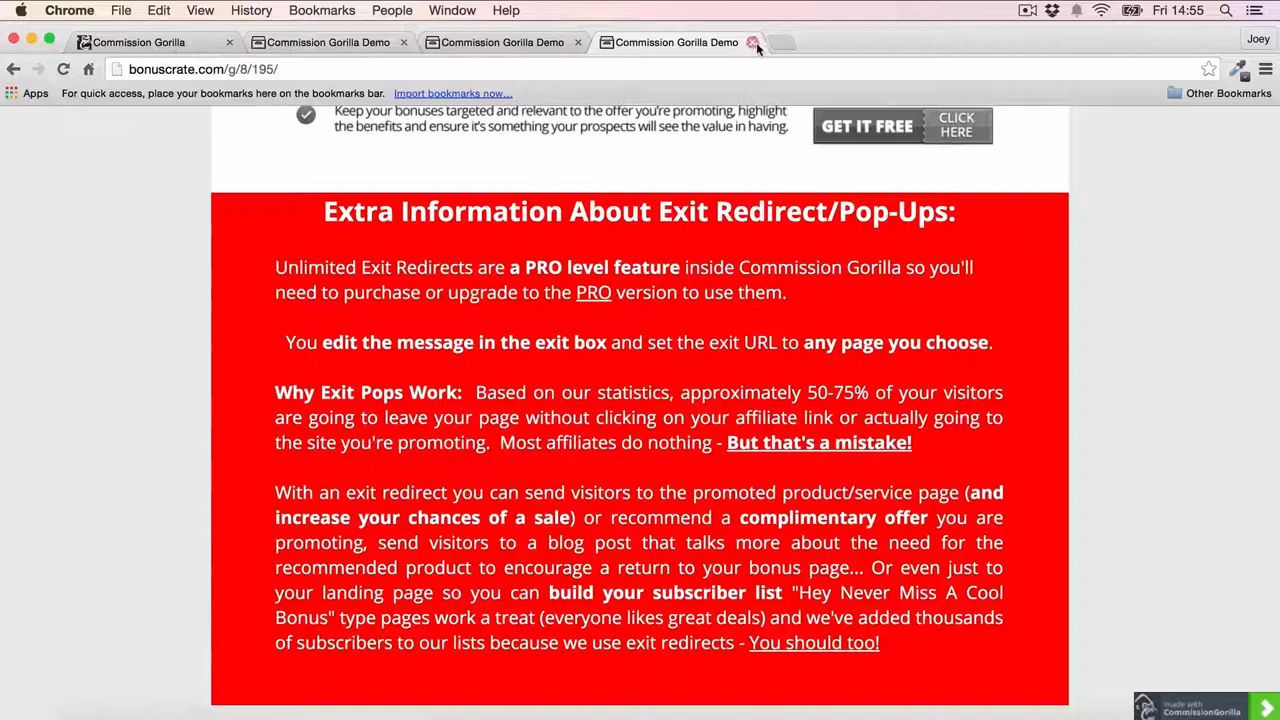 Chrome File Edit View History Bookmarks People Window Help Fri 14:55
Commission Gorilla Commission Gorilla Demo Commission Gorilla Demo Commission Gorilla Demo Joey
bonuscrate.com/g/8/195/
Apps For quick access, place your bookmarks here on the bookmarks bar. Import bookmarks now... Other Bookmarks
Keep your bonuses targeted and relevant to the offer you're promoting, highlight
the benefits and ensure it's something your prospects will see the value in having.
GET IT FREE CLICK HERE
Extra Information About Exit Redirect/Pop-Ups:
Unlimited Exit Redirects are a PRO level feature inside Commission Gorilla so you'll
need to purchase or upgrade to the PRO version to use them.
You edit the message in the exit box and set the exit URL to any page you choose.
Why Exit Pops Work: Based on our statistics, approximately 50-75% of your visitors
are going to leave your page without clicking on your affiliate link or actually going to
the site you're promoting. Most affiliates do nothing - But that's a mistake!
With an exit redirect you can send visitors to the promoted product/service page (and
increase your chances of a sale) or recommend a complimentary offer you are
promoting, send visitors to a blog post that talks more about the need for the
recommended product to encourage a return to your bonus page... Or even just to
your landing page so you can build your subscriber list "Hey Never Miss A Cool
Bonus" type pages work a treat (everyone likes great deals) and we've added thousands
of subscribers to our lists because we use exit redirects - You should too!
made with
CommissionGorilla